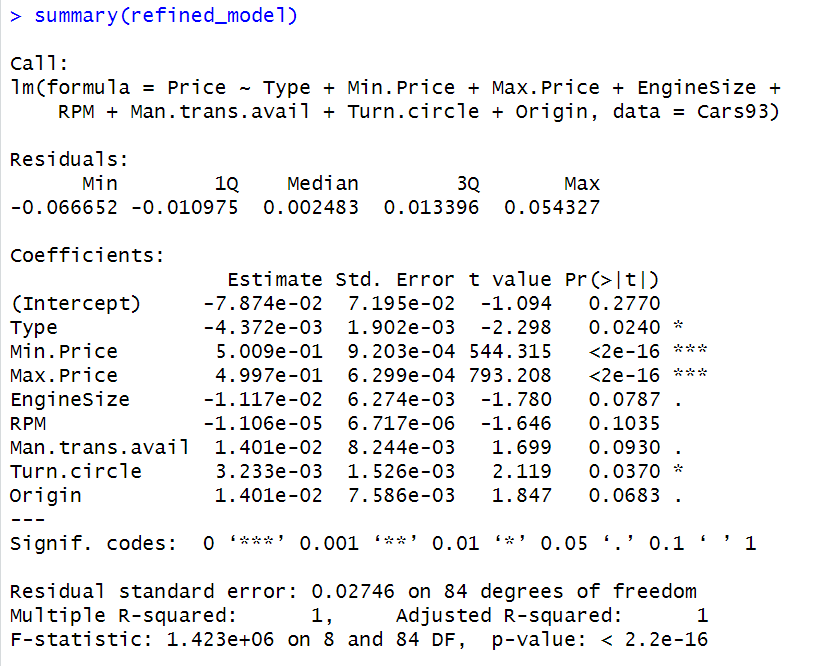 > summary(refined_model)
Call:
lm(formula = Price ~ Type + Min.Price + Max.Price + EngineSize +
    RPM + Man.trans.avail + Turn.circle + Origin, data = Cars93)
Residuals:
      Min        1Q    Median        3Q       Max
-0.066652 -0.010975  0.002483  0.013396  0.054327
Coefficients:
                  Estimate Std. Error t value Pr(>|t|)
(Intercept)     -7.874e-02  7.195e-02  -1.094   0.2770
Type            -4.372e-03  1.902e-03  -2.298   0.0240 *
Min.Price        5.009e-01  9.203e-04 544.315   <2e-16 ***
Max.Price        4.997e-01  6.299e-04 793.208   <2e-16 ***
EngineSize      -1.117e-02  6.274e-03  -1.780   0.0787 .
RPM             -1.106e-05  6.717e-06  -1.646   0.1035
Man.trans.avail  1.401e-02  8.244e-03   1.699   0.0930 .
Turn.circle      3.233e-03  1.526e-03   2.119   0.0370 *
Origin           1.401e-02  7.586e-03   1.847   0.0683 .
---
Signif. codes:  0 ‘***’ 0.001 ‘**’ 0.01 ‘*’ 0.05 ‘.’ 0.1 ‘ ’ 1
Residual standard error: 0.02746 on 84 degrees of freedom
Multiple R-squared:      1,     Adjusted R-squared:      1
F-statistic: 1.423e+06 on 8 and 84 DF,  p-value: < 2.2e-16